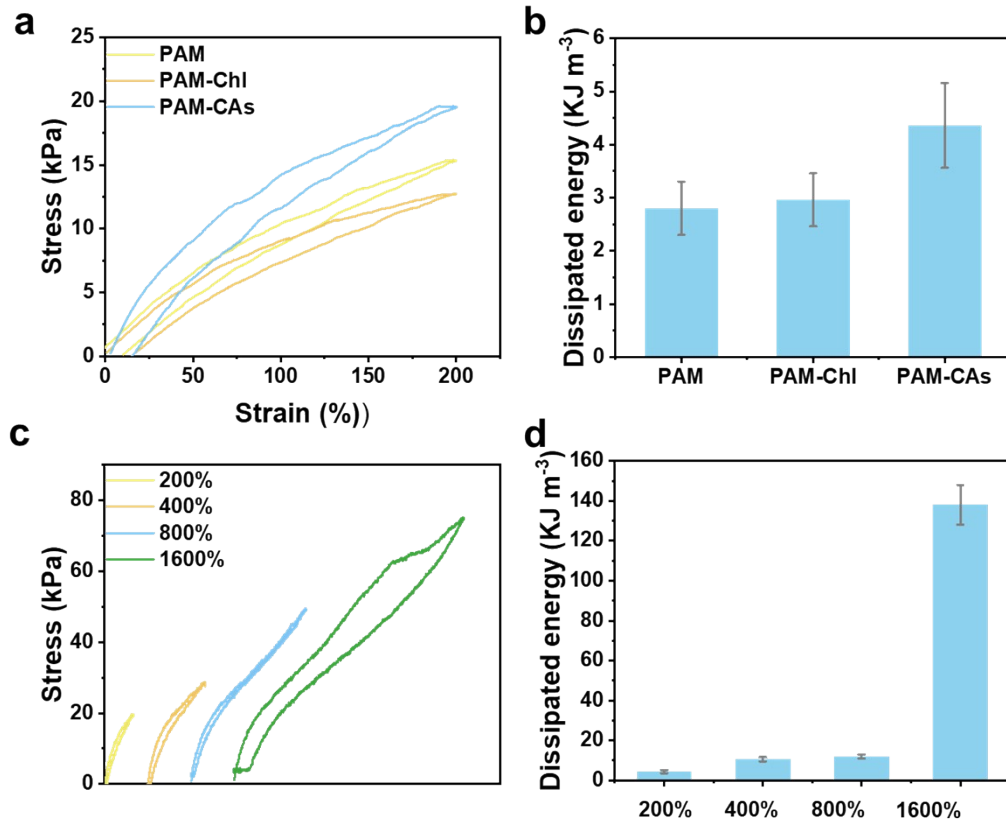 a
PAM
PAM-Chl
PAM-CAs
25
20
15
10
5
0
Stress (kPa)
0 50 100 150 200
Strain (%))
b
6
5
4
3
2
1
0
Dissipated energy (KJ m-3)
PAM PAM-Chl PAM-CAs
c
200%
400%
800%
1600%
80
60
40
20
0
Stress (kPa)
d
160
140
120
100
80
60
40
20
0
Dissipated energy (KJ m-3)
200% 400% 800% 1600%